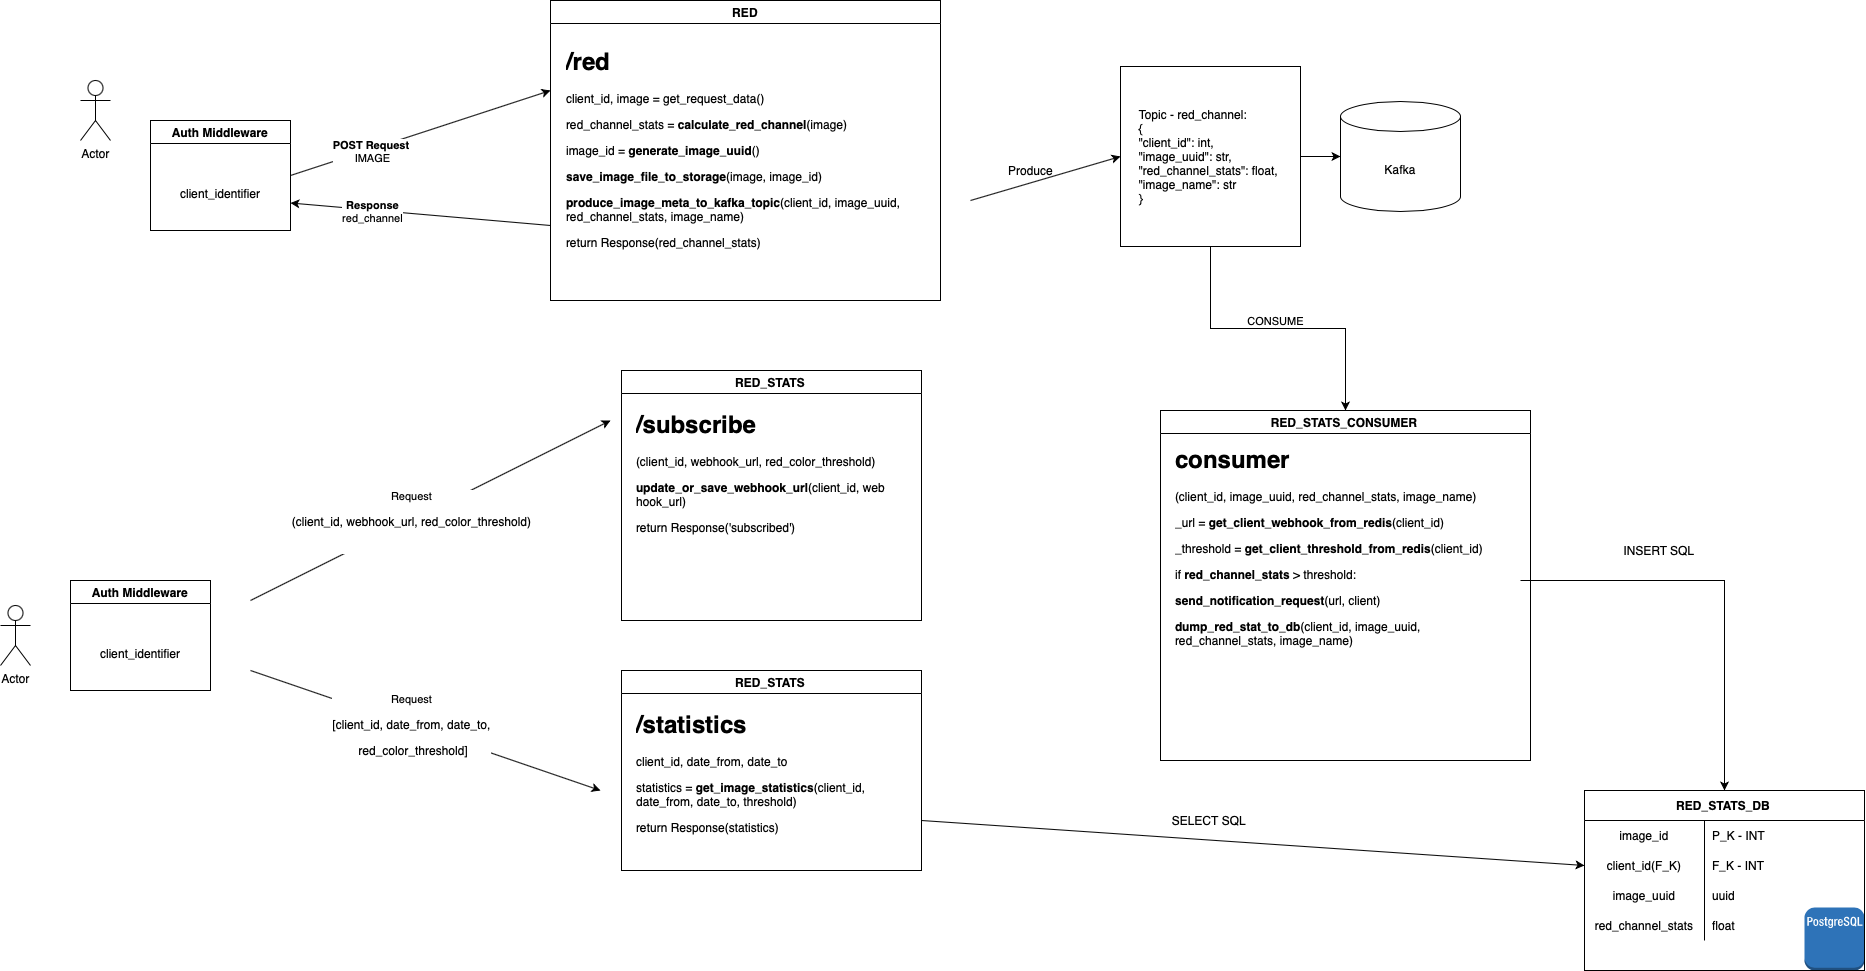 RED
/red
client_id, image = get_request_data()
red_channel_stats = calculate_red_channel(image)
image_id = generate_image_uuid()
save_image_file_to_storage(image, image_id)
produce_image_meta_to_kafka_topic(client_id, image_uuid,
red_channel_stats, image_name)
return Response(red_channel_stats)
Actor
Auth Middleware
client_identifier
POST Request
IMAGE
Response
red_channel
Produce
Topic - red_channel:
{
"client_id": int,
"image_uuid": str,
"red_channel_stats": float,
"image_name": str
}
Kafka
CONSUME
RED_STATS
/subscribe
(client_id, webhook_url, red_color_threshold)
update_or_save_webhook_url(client_id, web
hook_url)
return Response('subscribed')
Request
(client_id, webhook_url, red_color_threshold)
Actor
Auth Middleware
client_identifier
Request
[client_id, date_from, date_to,
red_color_threshold]
RED_STATS
/statistics
client_id, date_from, date_to
statistics = get_image_statistics(client_id,
date_from, date_to, threshold)
return Response(statistics)
RED_STATS_CONSUMER
consumer
(client_id, image_uuid, red_channel_stats, image_name)
_url = get_client_webhook_from_redis(client_id)
_threshold = get_client_threshold_from_redis(client_id)
if red_channel_stats > threshold:
send_notification_request(url, client)
dump_red_stat_to_db(client_id, image_uuid,
red_channel_stats, image_name)
INSERT SQL
SELECT SQL
RED_STATS_DB
image_id P_K - INT
client_id(F_K) F_K - INT
image_uuid uuid
red_channel_stats float
PostgreSQL